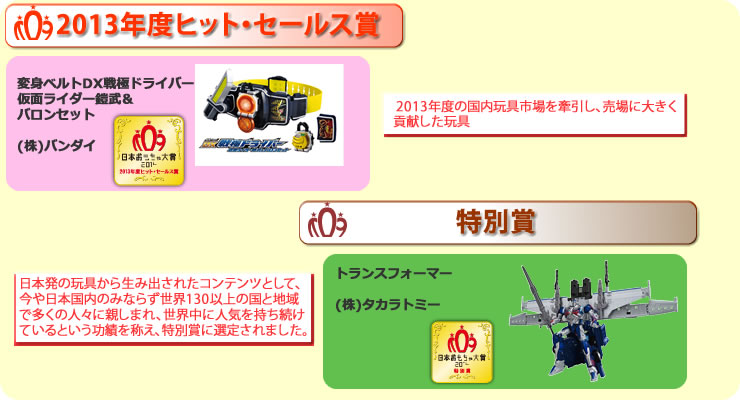 2013年度ヒット・セールス賞
変身ベルトDX戦極ドライバー
仮面ライダー鎧武＆
バロンセット
(株)バンダイ
日本おもちゃ大賞
2014
2013年度ヒット・セールス賞
戦極ドライバー
2013年度の国内玩具市場を牽引し、売場に大きく
貢献した玩具
特別賞
日本発の玩具から生み出されたコンテンツとして、
今や日本国内のみならず世界130以上の国と地域
で多くの人々に親しまれ、世界中に人気を持ち続け
ているという功績を称え、特別賞に選定されました。
トランスフォーマー
(株)タカラトミー
日本おもちゃ大賞
2014
特別賞